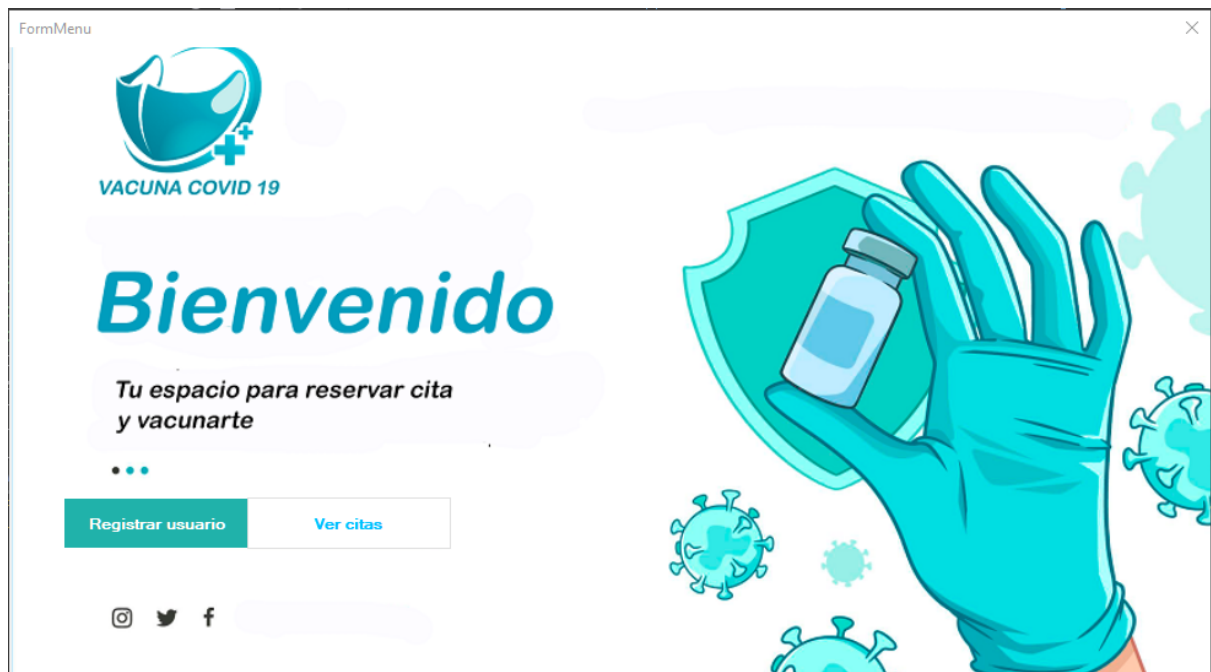 FormMenu
VACUNA COVID 19
Bienvenido
Tu espacio para reservar cita
y vacunarte
Registrar usuario
Ver citas